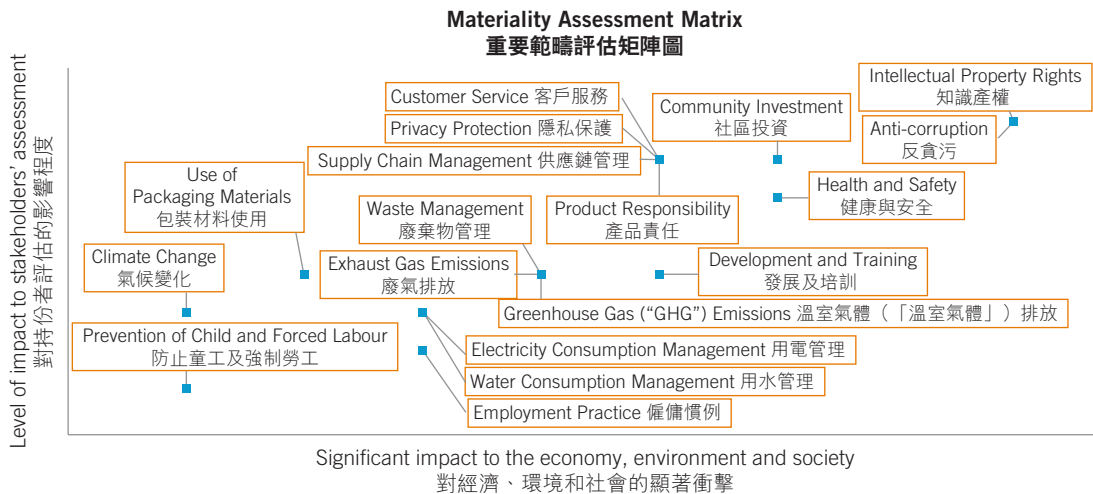 Materiality Assessment Matrix
重要範疇評估矩陣圖
Level of impact to stakeholders' assessment
對持份者評估的影響程度
Intellectual Property Rights
知識產權
Customer Service 客戶服務
Community Investment
社區投資
Privacy Protection 隱私保護
Anti-corruption
反貪污
Supply Chain Management 供應鏈管理
Use of
Packaging Materials
包裝材料使用
Health and Safety
健康與安全
Waste Management
廢棄物管理
Product Responsibility
產品責任
Climate Change
氣候變化
Exhaust Gas Emissions
廢氣排放
Development and Training
發展及培訓
Greenhouse Gas (“GHG”) Emissions 溫室氣體（「溫室氣體」）排放
Prevention of Child and Forced Labour
防止童工及強制勞工
Electricity Consumption Management 用電管理
Water Consumption Management 用水管理
Employment Practice 僱傭慣例
Significant impact to the economy, environment and society
對經濟、環境和社會的顯著衝擊